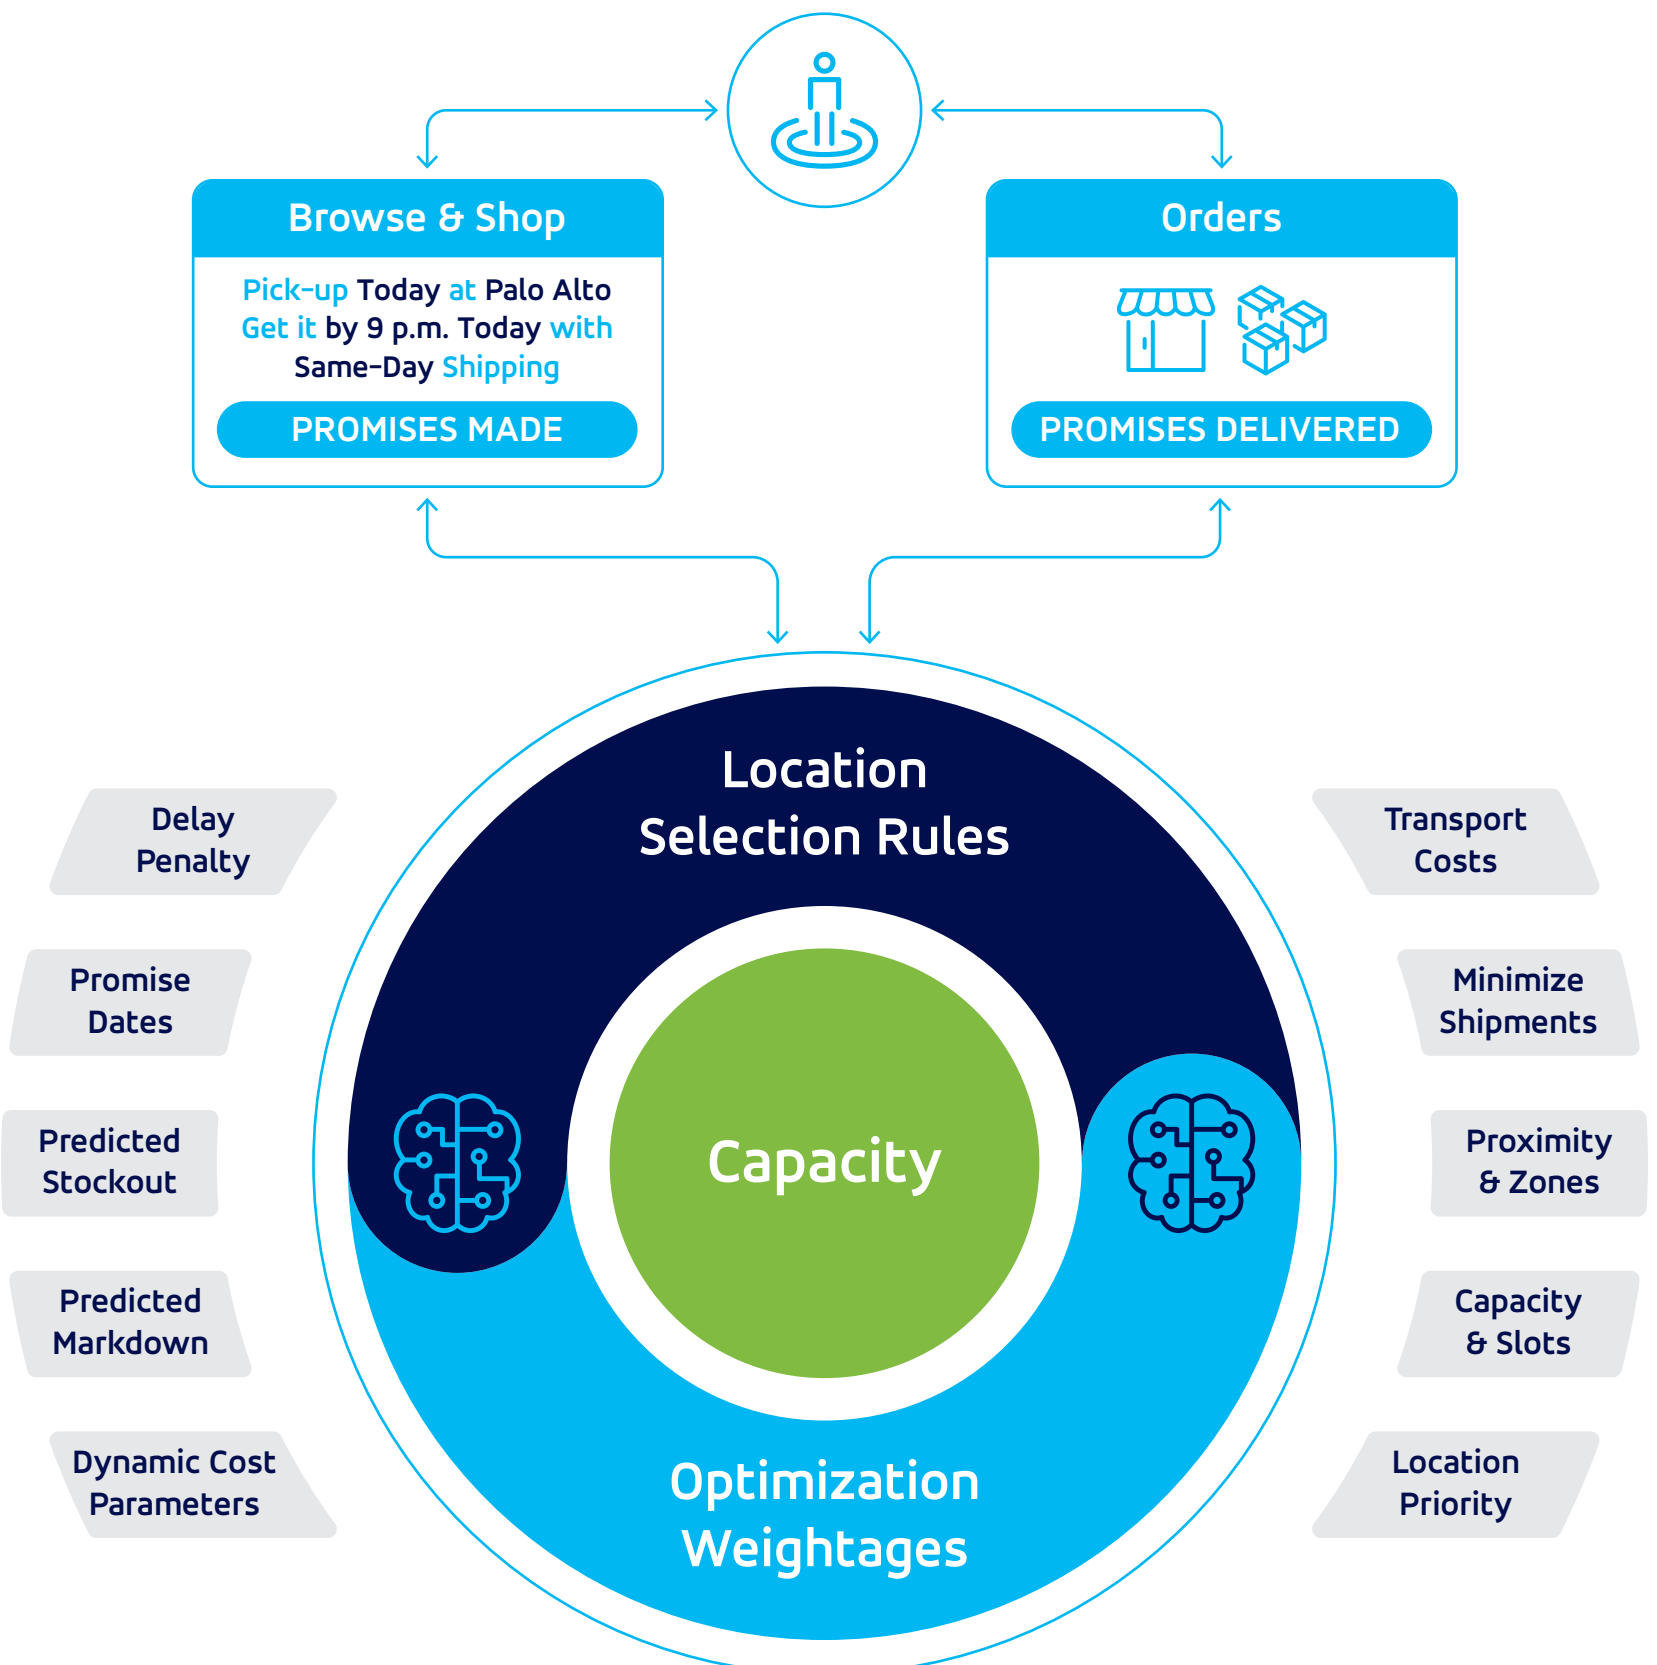 Browse & Shop
Pick-up Today at Palo Alto
Get it by 9 p.m. Today with
Same-Day Shipping
PROMISES MADE
Orders
PROMISES DELIVERED
Location
Selection Rules
Capacity
Optimization
Weightages
Delay
Penalty
Promise
Dates
Predicted
Stockout
Predicted
Markdown
Dynamic Cost
Parameters
Transport
Costs
Minimize
Shipments
Proximity
& Zones
Capacity
& Slots
Location
Priority